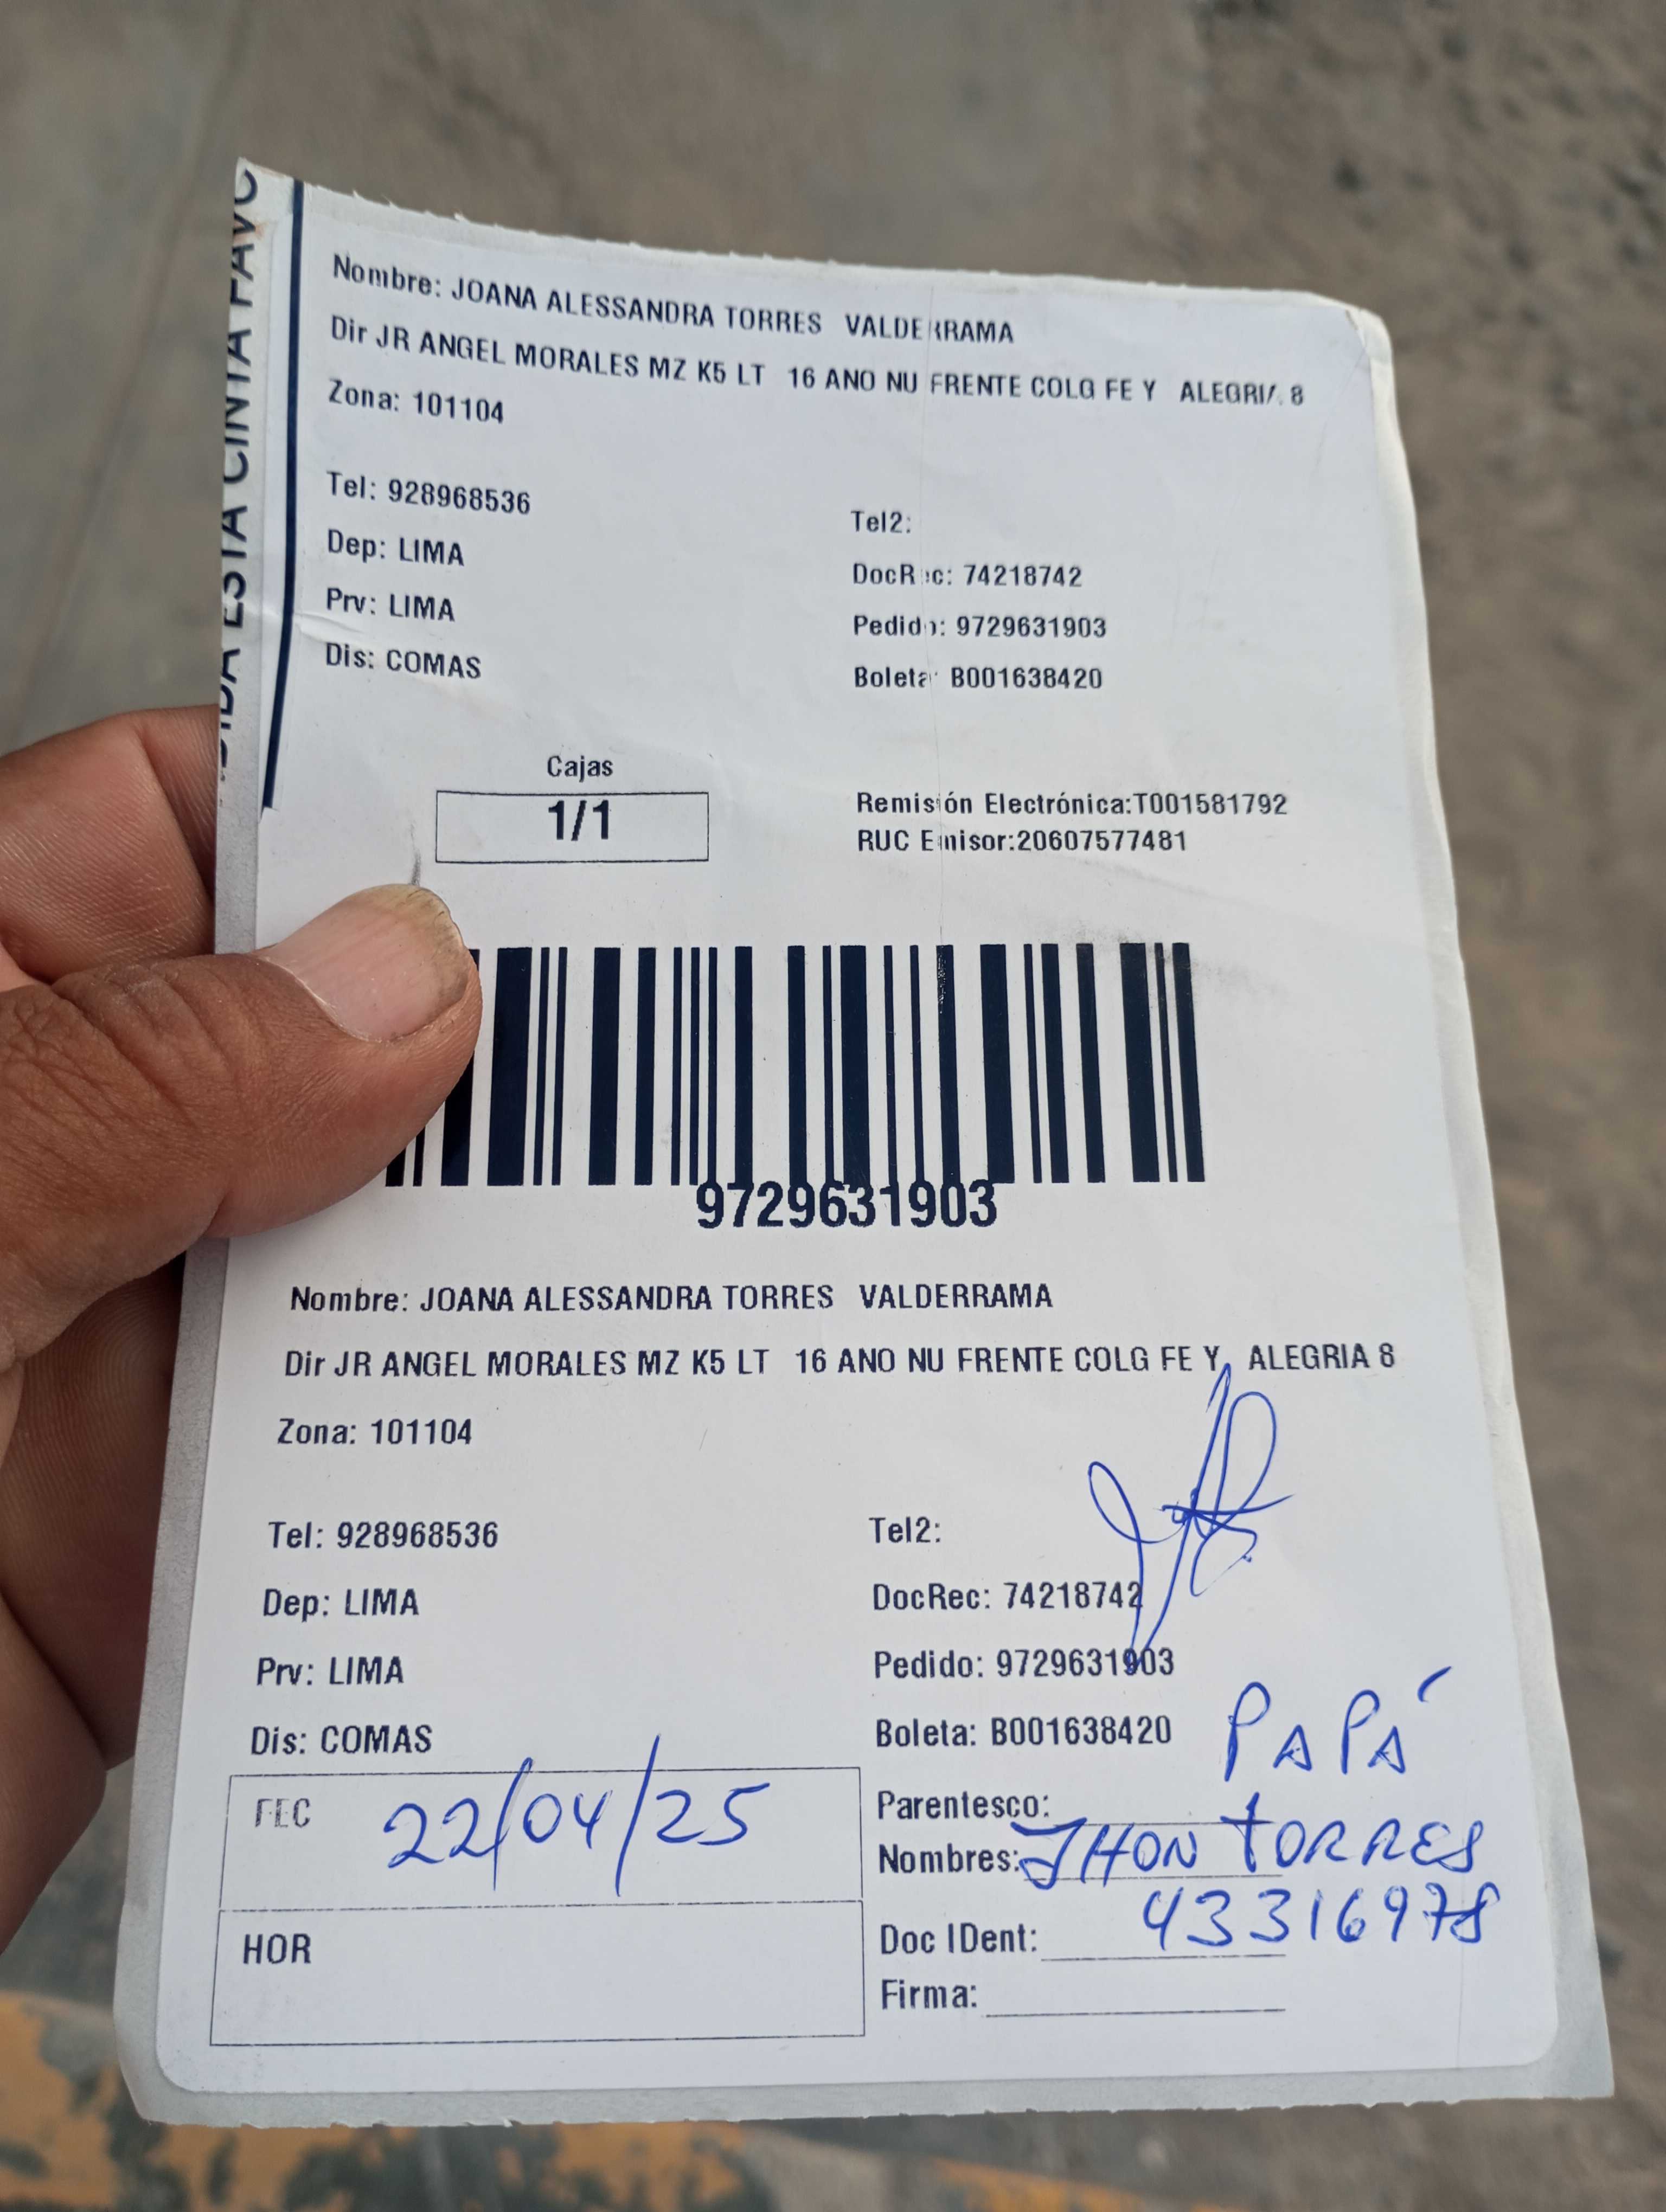 ESTA CINTA
Nombre: JOANA ALESSANDRA TORRES VALDERRAMA
Dir JR ANGEL MORALES MZ K5 LT 16 ANO NU FRENTE COLG FE Y ALEGRIA 8
Zona: 101104
Tel: 928968536
Tel2:
Dep: LIMA
DocRec: 74218742
Prv: LIMA
Pedido: 9729631903
Dis: COMAS
Boleta: B001638420
Cajas
1/1
Remisión Electrónica:T001581792
RUC Emisor:20607577481
9729631903
Nombre: JOANA ALESSANDRA TORRES VALDERRAMA
Dir JR ANGEL MORALES MZ K5 LT 16 ANO NU FRENTE COLG FE Y ALEGRIA 8
Zona: 101104
Tel: 928968536
Tel2:
Dep: LIMA
DocRec: 74218742
Prv: LIMA
Pedido: 9729631903
Dis: COMAS
Boleta: B001638420
FEC 22/04/25
HOR
Parentesco: PAPÁ
Nombres: JHON TORRES
Doc IDent: 43316978
Firma: